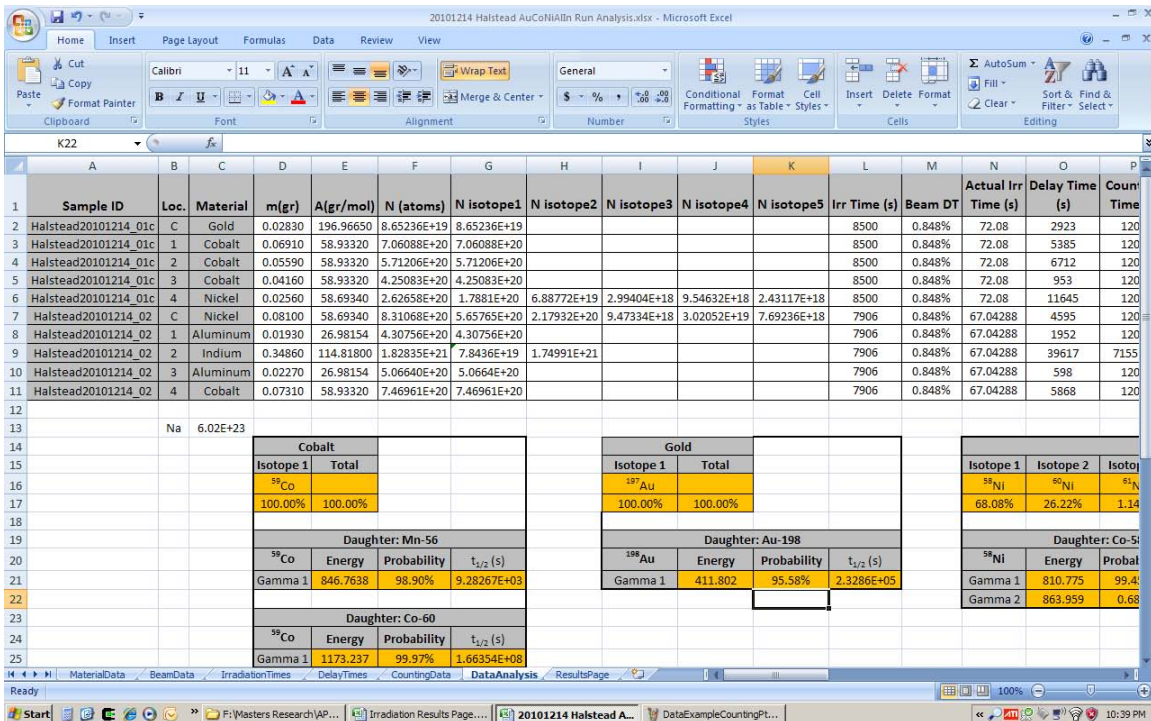 20101214 Halstead AuCoNiAlIn Run Analysis.xlsx - Microsoft Excel
Home Insert Page Layout Formulas Data Review View
Cut
Copy
Format Painter
Paste
Calibri 11
B I U
Wrap Text
Merge & Center
General
$ % ,
Conditional Formatting
Format as Table
Cell Styles
Insert Delete Format
AutoSum
Fill
Clear
Sort & Filter
Find & Select
Clipboard Font Alignment Number Styles Cells Editing
K22 fx
A B C D E F G H I J K L M N O P
1 Sample ID Loc. Material m(gr) A(gr/mol) N (atoms) N isotope1 N isotope2 N isotope3 N isotope4 N isotope5 Irr Time (s) Beam DT Actual Irr Time (s) Delay Time (s) Coun Time
2 Halstead20101214_01c C Gold 0.02830 196.96650 8.65236E+19 8.65236E+19 8500 0.848% 72.08 2923 120
3 Halstead20101214_01c 1 Cobalt 0.06910 58.93320 7.06088E+20 7.06088E+20 8500 0.848% 72.08 5385 120
4 Halstead20101214_01c 2 Cobalt 0.05590 58.93320 5.71206E+20 5.71206E+20 8500 0.848% 72.08 6712 120
5 Halstead20101214_01c 3 Cobalt 0.04160 58.93320 4.25083E+20 4.25083E+20 8500 0.848% 72.08 953 120
6 Halstead20101214_01c 4 Nickel 0.02560 58.69340 2.62658E+20 1.7881E+20 6.88772E+19 2.99404E+18 9.54632E+18 2.43117E+18 8500 0.848% 72.08 11645 120
7 Halstead20101214_02 C Nickel 0.08100 58.69340 8.31068E+20 5.65765E+20 2.17932E+20 9.47334E+18 3.02052E+19 7.69236E+18 7906 0.848% 67.04288 4595 120
8 Halstead20101214_02 1 Aluminum 0.01930 26.98154 4.30756E+20 4.30756E+20 7906 0.848% 67.04288 1952 120
9 Halstead20101214_02 2 Indium 0.34860 114.81800 1.82835E+21 7.8436E+19 1.74991E+21 7906 0.848% 67.04288 39617 7155
10 Halstead20101214_02 3 Aluminum 0.02270 26.98154 5.06640E+20 5.0664E+20 7906 0.848% 67.04288 598 120
11 Halstead20101214_02 4 Cobalt 0.07310 58.93320 7.46961E+20 7.46961E+20 7906 0.848% 67.04288 5868 120
12
13 Na 6.02E+23
14 Cobalt Gold
15 Isotope 1 Total Isotope 1 Total Isotope 1 Isotope 2 Isoto
16 ⁵⁹Co ¹⁹⁷Au ⁵⁸Ni ⁶⁰Ni ⁶¹N
17 100.00% 100.00% 100.00% 100.00% 68.08% 26.22% 1.14
18
19 Daughter: Mn-56 Daughter: Au-198 Daughter: Co-5
20 ⁵⁹Co Energy Probability t1/2 (s) ¹⁹⁸Au Energy Probability t1/2 (s) ⁵⁸Ni Energy Probal
21 Gamma 1 846.7638 98.90% 9.28267E+03 Gamma 1 411.802 95.58% 2.3286E+05 Gamma 1 810.775 99.4
22 Gamma 2 863.959 0.68
23 Daughter: Co-60
24 ⁵⁹Co Energy Probability t1/2 (s)
25 Gamma 1 1173.237 99.97% 1.66354E+08
MaterialData BeamData IrradiationTimes DelayTimes CountingData DataAnalysis ResultsPage
Ready 100%
Start F:\Masters Research\AP... Irradiation Results Page.... 20101214 Halstead A... DataExampleCountingPt... 10:39 PM